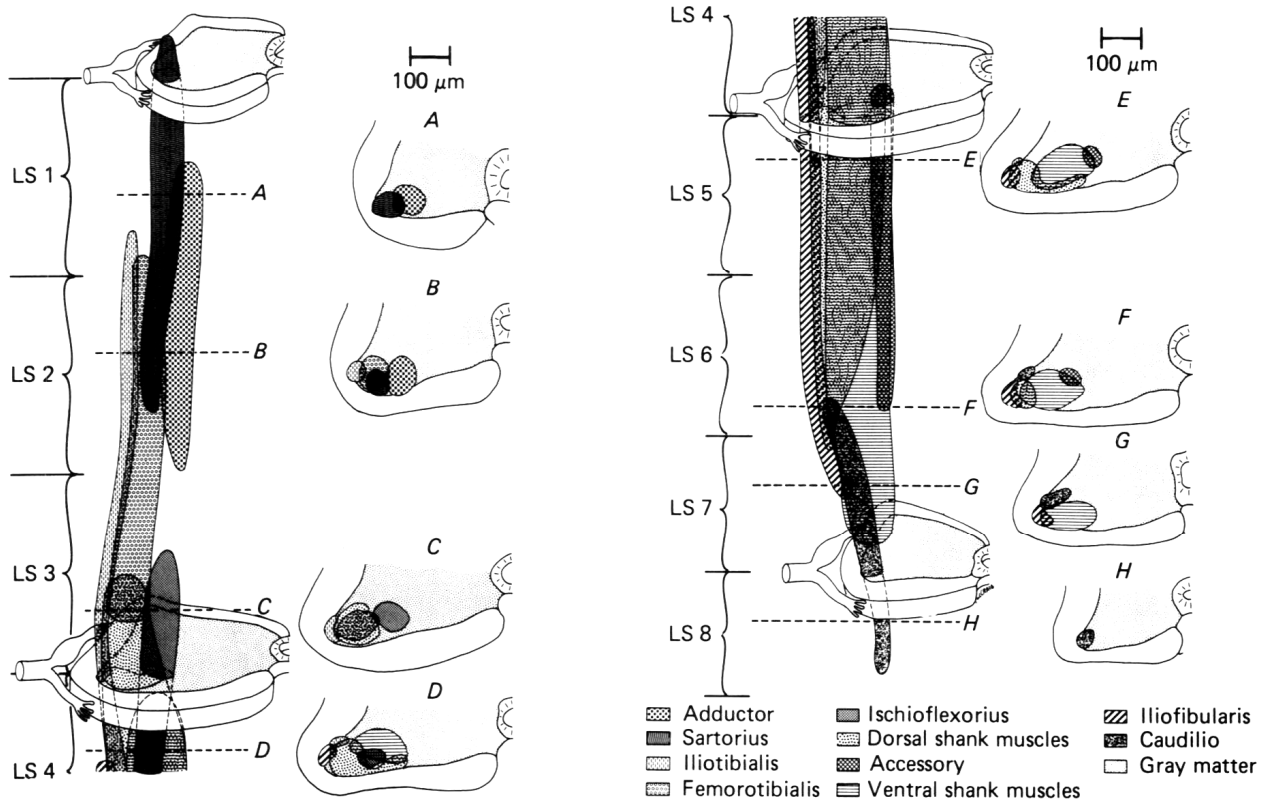 100 μm
A
LS 1
A
B
B
LS 2
C
LS 3
C
D
D
LS 4
LS 4
100 μm
E
E
LS 5
F
LS 6
F
G
G
LS 7
H
H
LS 8
Adductor
Sartorius
Iliotibialis
Femorotibialis
Ischioflexorius
Dorsal shank muscles
Accessory
Ventral shank muscles
Iliofibularis
Caudilio
Gray matter